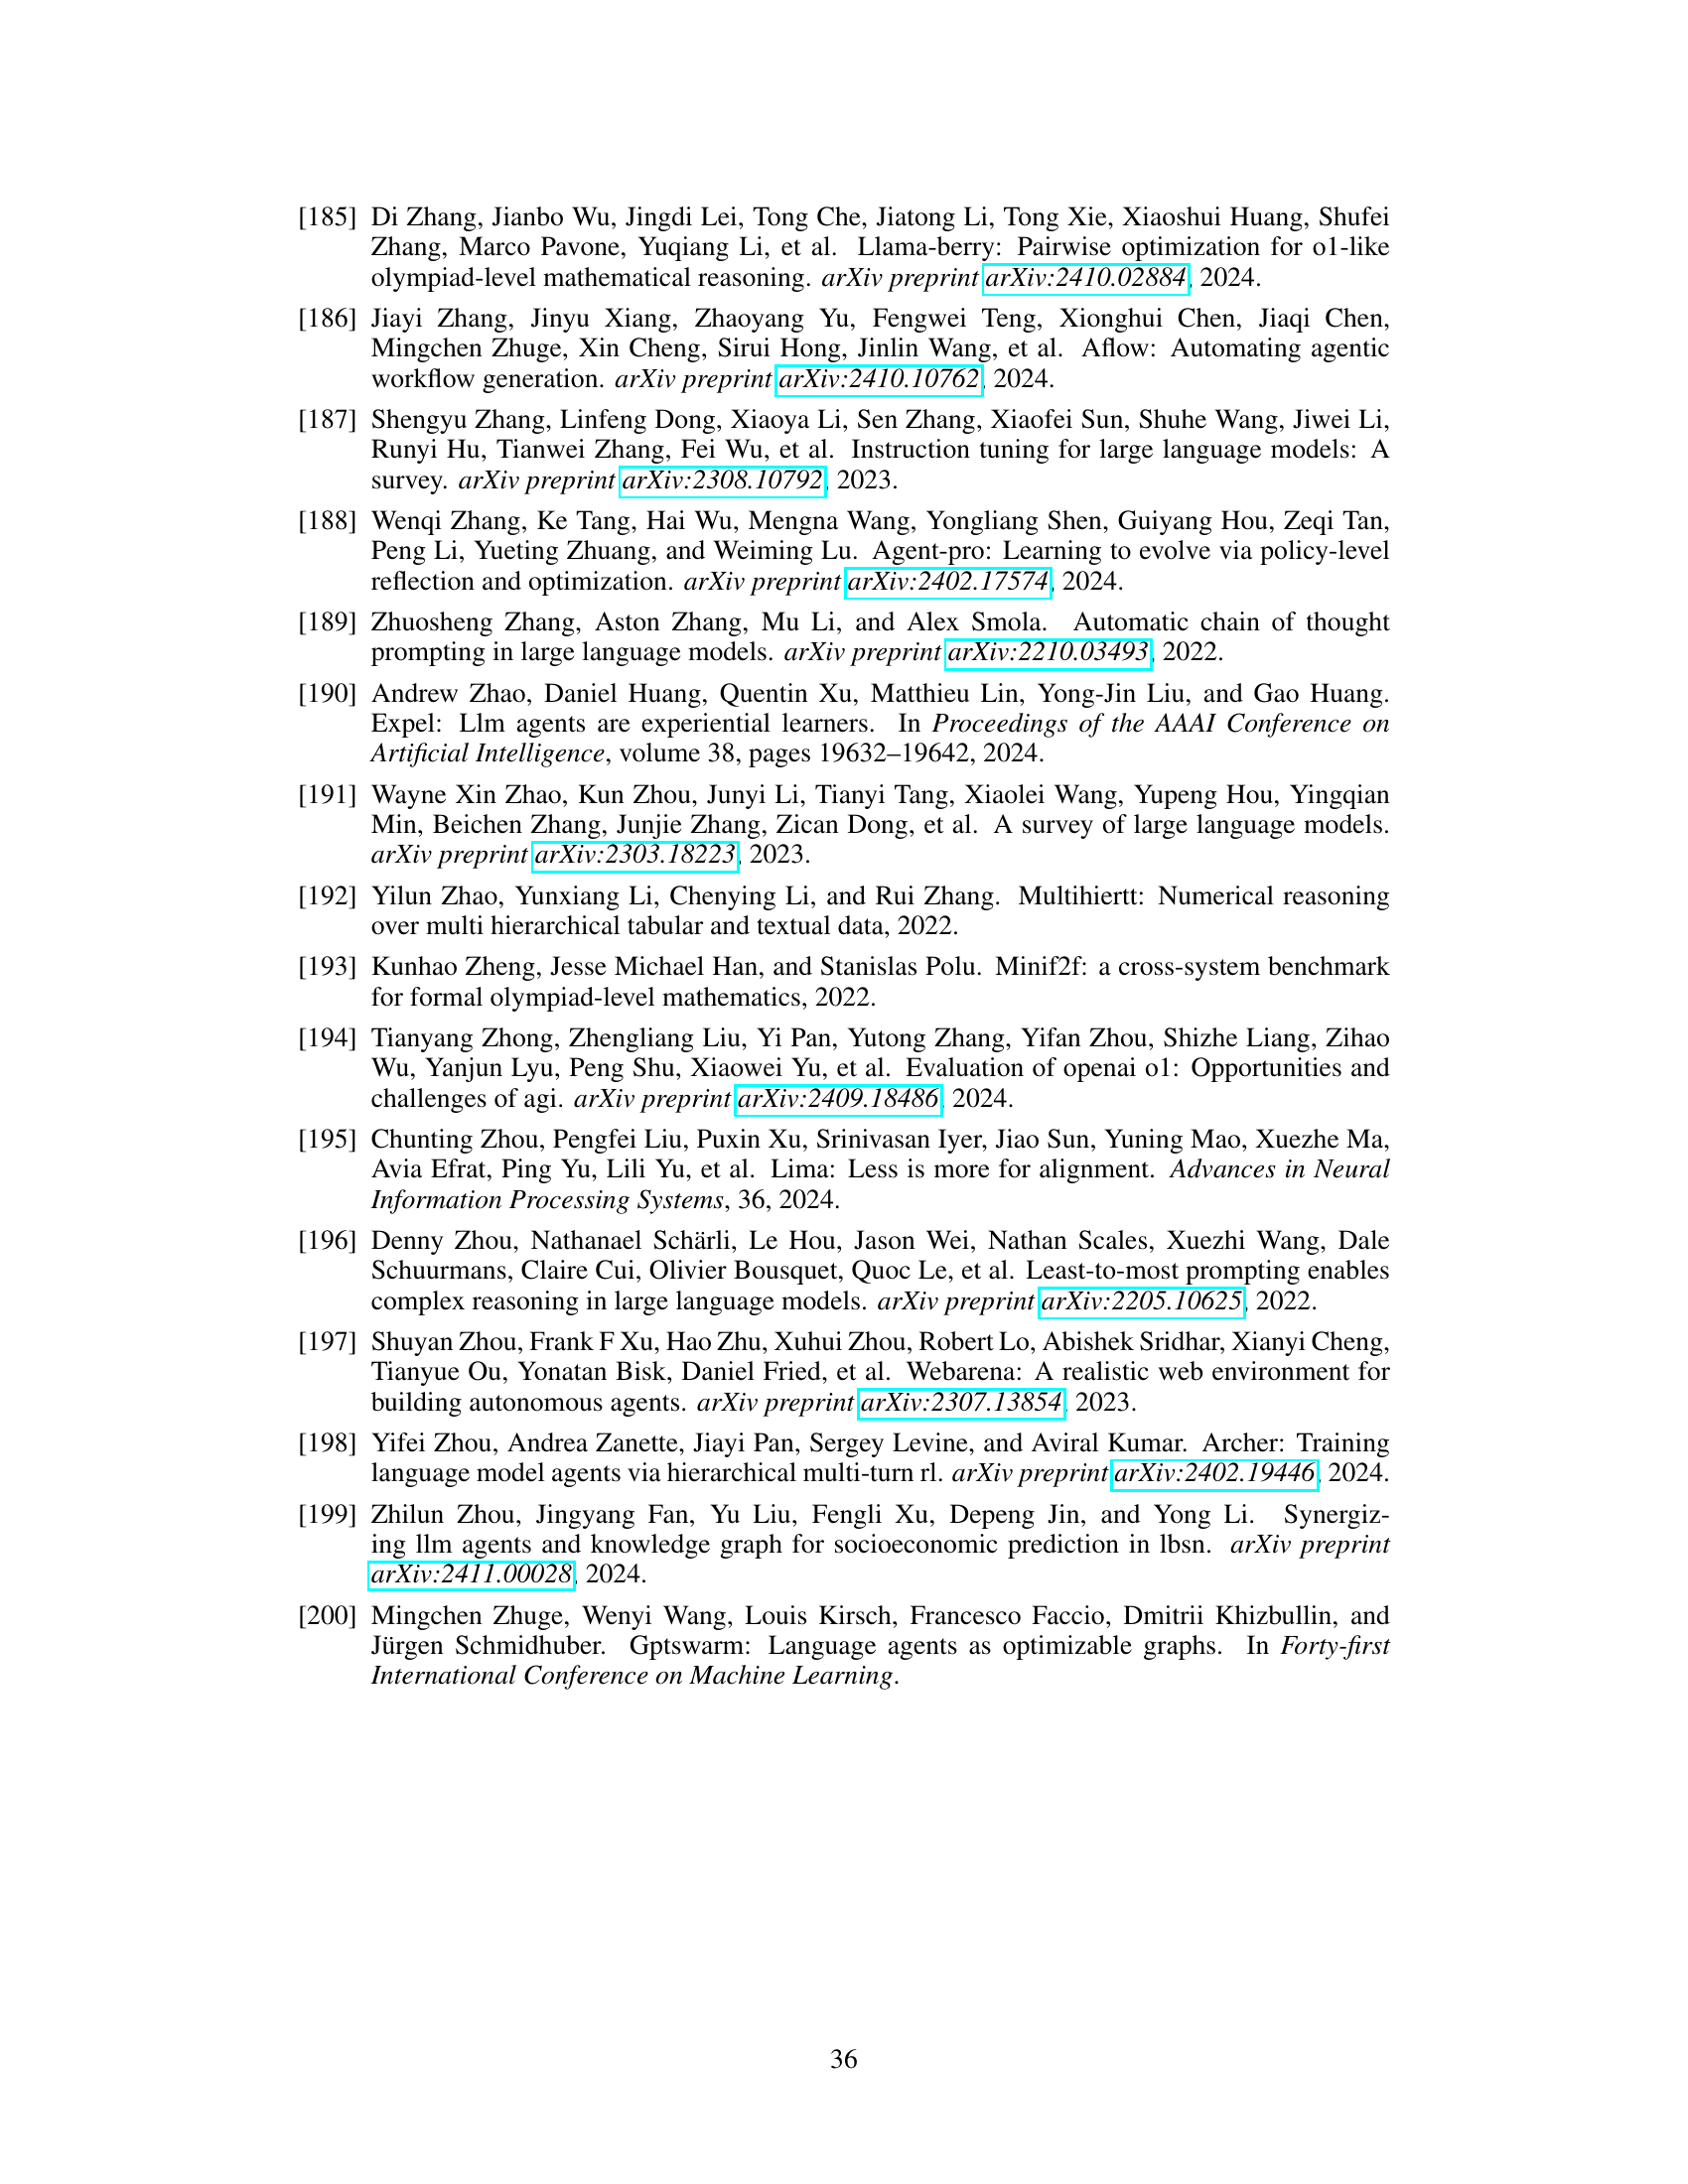 [185] Di Zhang, Jianbo Wu, Jingdi Lei, Tong Che, Jiatong Li, Tong Xie, Xiaoshui Huang, Shufei
Zhang, Marco Pavone, Yuqiang Li, et al. Llama-berry: Pairwise optimization for o1-like
olympiad-level mathematical reasoning. arXiv preprint arXiv:2410.02884, 2024.
[186] Jiayi Zhang, Jinyu Xiang, Zhaoyang Yu, Fengwei Teng, Xionghui Chen, Jiaqi Chen,
Mingchen Zhuge, Xin Cheng, Sirui Hong, Jinlin Wang, et al. Aflow: Automating agentic
workflow generation. arXiv preprint arXiv:2410.10762, 2024.
[187] Shengyu Zhang, Linfeng Dong, Xiaoya Li, Sen Zhang, Xiaofei Sun, Shuhe Wang, Jiwei Li,
Runyi Hu, Tianwei Zhang, Fei Wu, et al. Instruction tuning for large language models: A
survey. arXiv preprint arXiv:2308.10792, 2023.
[188] Wenqi Zhang, Ke Tang, Hai Wu, Mengna Wang, Yongliang Shen, Guiyang Hou, Zeqi Tan,
Peng Li, Yueting Zhuang, and Weiming Lu. Agent-pro: Learning to evolve via policy-level
reflection and optimization. arXiv preprint arXiv:2402.17574, 2024.
[189] Zhuosheng Zhang, Aston Zhang, Mu Li, and Alex Smola. Automatic chain of thought
prompting in large language models. arXiv preprint arXiv:2210.03493, 2022.
[190] Andrew Zhao, Daniel Huang, Quentin Xu, Matthieu Lin, Yong-Jin Liu, and Gao Huang.
Expel: Llm agents are experiential learners. In Proceedings of the AAAI Conference on
Artificial Intelligence, volume 38, pages 19632–19642, 2024.
[191] Wayne Xin Zhao, Kun Zhou, Junyi Li, Tianyi Tang, Xiaolei Wang, Yupeng Hou, Yingqian
Min, Beichen Zhang, Junjie Zhang, Zican Dong, et al. A survey of large language models.
arXiv preprint arXiv:2303.18223, 2023.
[192] Yilun Zhao, Yunxiang Li, Chenying Li, and Rui Zhang. Multihiertt: Numerical reasoning
over multi hierarchical tabular and textual data, 2022.
[193] Kunhao Zheng, Jesse Michael Han, and Stanislas Polu. Minif2f: a cross-system benchmark
for formal olympiad-level mathematics, 2022.
[194] Tianyang Zhong, Zhengliang Liu, Yi Pan, Yutong Zhang, Yifan Zhou, Shizhe Liang, Zihao
Wu, Yanjun Lyu, Peng Shu, Xiaowei Yu, et al. Evaluation of openai o1: Opportunities and
challenges of agi. arXiv preprint arXiv:2409.18486, 2024.
[195] Chunting Zhou, Pengfei Liu, Puxin Xu, Srinivasan Iyer, Jiao Sun, Yuning Mao, Xuezhe Ma,
Avia Efrat, Ping Yu, Lili Yu, et al. Lima: Less is more for alignment. Advances in Neural
Information Processing Systems, 36, 2024.
[196] Denny Zhou, Nathanael Schärli, Le Hou, Jason Wei, Nathan Scales, Xuezhi Wang, Dale
Schuurmans, Claire Cui, Olivier Bousquet, Quoc Le, et al. Least-to-most prompting enables
complex reasoning in large language models. arXiv preprint arXiv:2205.10625, 2022.
[197] Shuyan Zhou, Frank F Xu, Hao Zhu, Xuhui Zhou, Robert Lo, Abishek Sridhar, Xianyi Cheng,
Tianyue Ou, Yonatan Bisk, Daniel Fried, et al. Webarena: A realistic web environment for
building autonomous agents. arXiv preprint arXiv:2307.13854, 2023.
[198] Yifei Zhou, Andrea Zanette, Jiayi Pan, Sergey Levine, and Aviral Kumar. Archer: Training
language model agents via hierarchical multi-turn rl. arXiv preprint arXiv:2402.19446, 2024.
[199] Zhilun Zhou, Jingyang Fan, Yu Liu, Fengli Xu, Depeng Jin, and Yong Li. Synergiz-
ing llm agents and knowledge graph for socioeconomic prediction in lbsn. arXiv preprint
arXiv:2411.00028, 2024.
[200] Mingchen Zhuge, Wenyi Wang, Louis Kirsch, Francesco Faccio, Dmitrii Khizbullin, and
Jürgen Schmidhuber. Gptswarm: Language agents as optimizable graphs. In Forty-first
International Conference on Machine Learning.
36